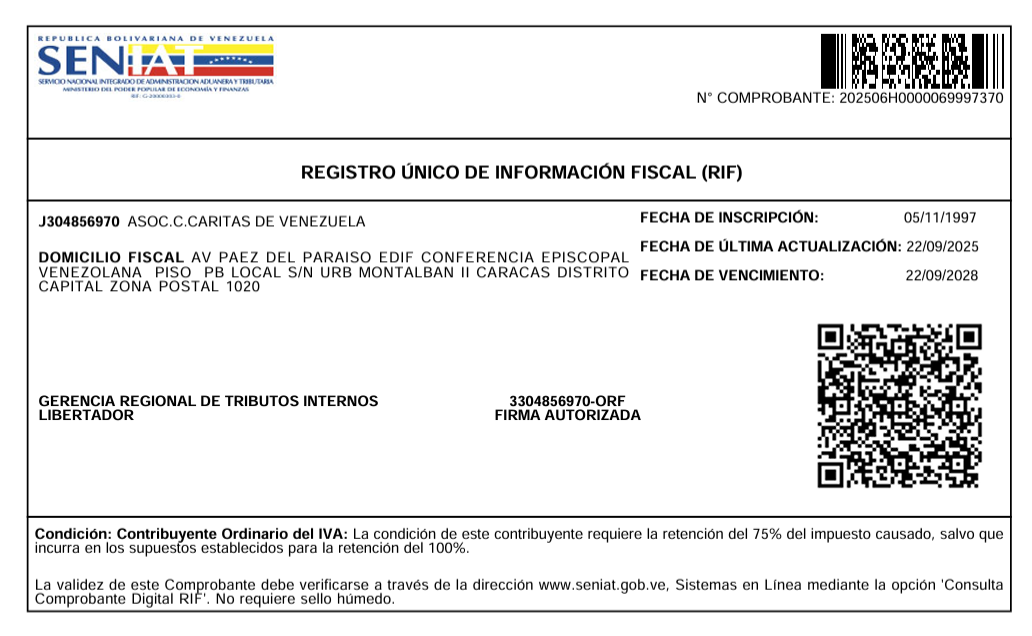 REPUBLICA BOLIVARIANA DE VENEZUELA
SENIAT
SERVICIO NACIONAL INTEGRADO DE ADMINISTRACION ADUANERA Y TRIBUTARIA
MINISTERIO DEL PODER POPULAR DE ECONOMÍA Y FINANZAS
RIF: G-20000303-0
N° COMPROBANTE: 202506H0000069997370
REGISTRO ÚNICO DE INFORMACIÓN FISCAL (RIF)
J304856970 ASOC.C.CARITAS DE VENEZUELA
DOMICILIO FISCAL AV PAEZ DEL PARAISO EDIF CONFERENCIA EPISCOPAL
VENEZOLANA PISO PB LOCAL S/N URB MONTALBAN II CARACAS DISTRITO
CAPITAL ZONA POSTAL 1020
FECHA DE INSCRIPCIÓN: 05/11/1997
FECHA DE ÚLTIMA ACTUALIZACIÓN: 22/09/2025
FECHA DE VENCIMIENTO: 22/09/2028
GERENCIA REGIONAL DE TRIBUTOS INTERNOS
LIBERTADOR
3304856970-ORF
FIRMA AUTORIZADA
Condición: Contribuyente Ordinario del IVA: La condición de este contribuyente requiere la retención del 75% del impuesto causado, salvo que
incurra en los supuestos establecidos para la retención del 100%.
La validez de este Comprobante debe verificarse a través de la dirección www.seniat.gob.ve, Sistemas en Línea mediante la opción 'Consulta
Comprobante Digital RIF'. No requiere sello húmedo.